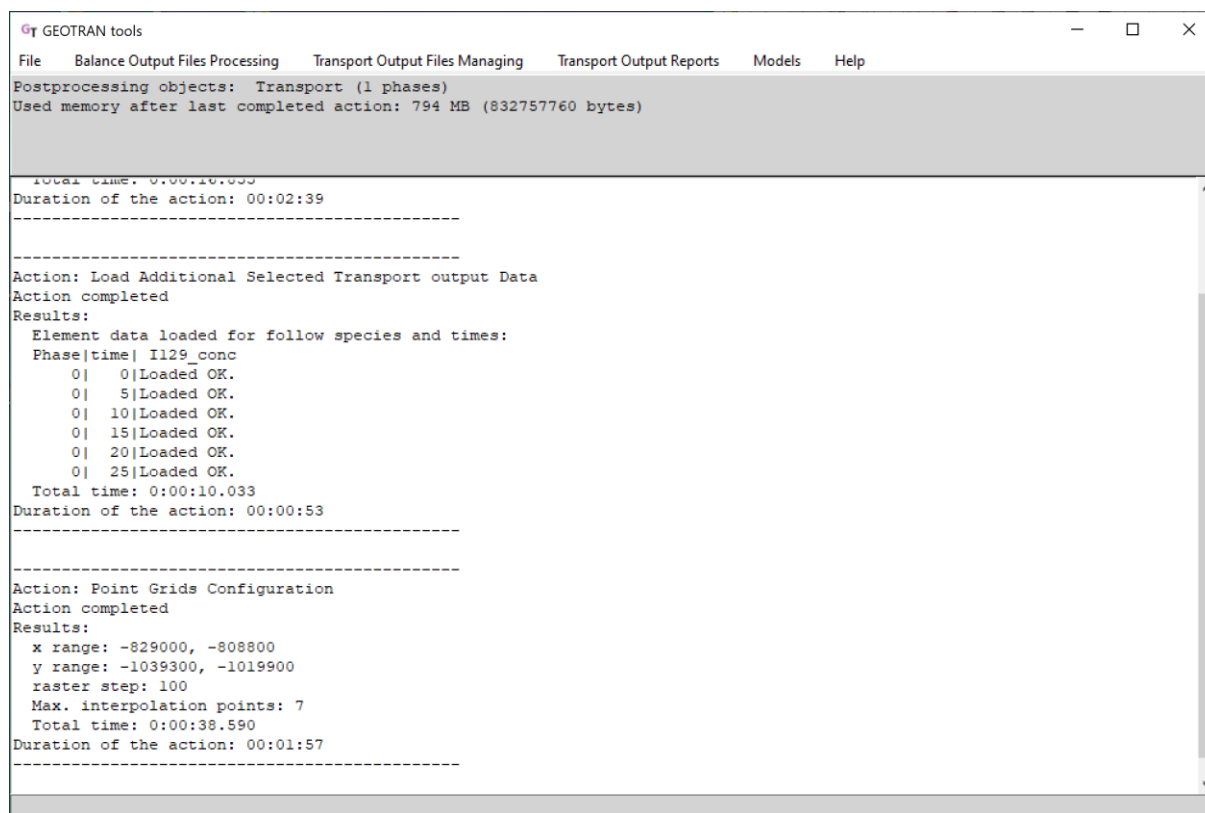 GT GEOTRAN tools
File Balance Output Files Processing Transport Output Files Managing Transport Output Reports Models Help
Postprocessing objects:  Transport (1 phases)
Used memory after last completed action: 794 MB (832757760 bytes)
Total time:
Duration of the action: 00:02:39
----------------------------------------------
----------------------------------------------
Action: Load Additional Selected Transport output Data
Action completed
Results:
  Element data loaded for follow species and times:
  Phase|time| I129_conc
      0|   0|Loaded OK.
      0|   5|Loaded OK.
      0|  10|Loaded OK.
      0|  15|Loaded OK.
      0|  20|Loaded OK.
      0|  25|Loaded OK.
  Total time: 0:00:10.033
Duration of the action: 00:00:53
----------------------------------------------
----------------------------------------------
Action: Point Grids Configuration
Action completed
Results:
  x range: -829000, -808800
  y range: -1039300, -1019900
  raster step: 100
  Max. interpolation points: 7
  Total time: 0:00:38.590
Duration of the action: 00:01:57
----------------------------------------------